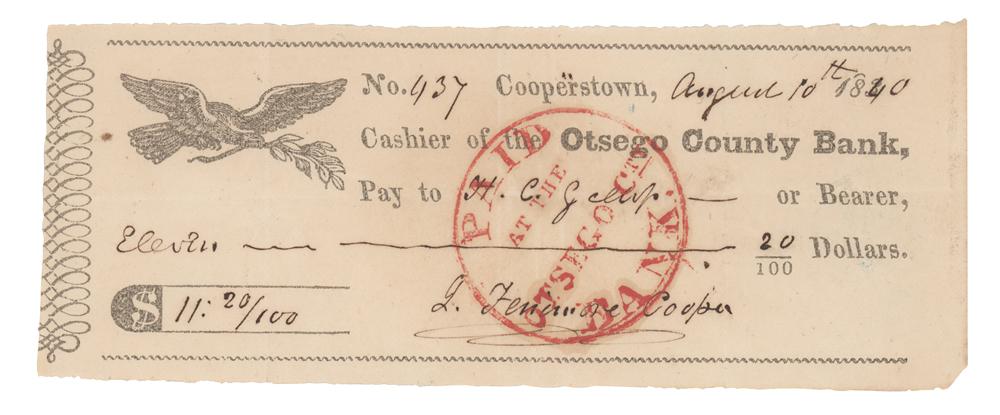 No. 437 Cooperstown, August 10th 1840
Cashier of the Otsego County Bank,
Pay to H. C. — or Bearer,
Eleven — — 20/100 Dollars.
$ 11: 20/100
J. Fenimore Cooper
PAID
AT THE
OTSEGO CTY
BANK